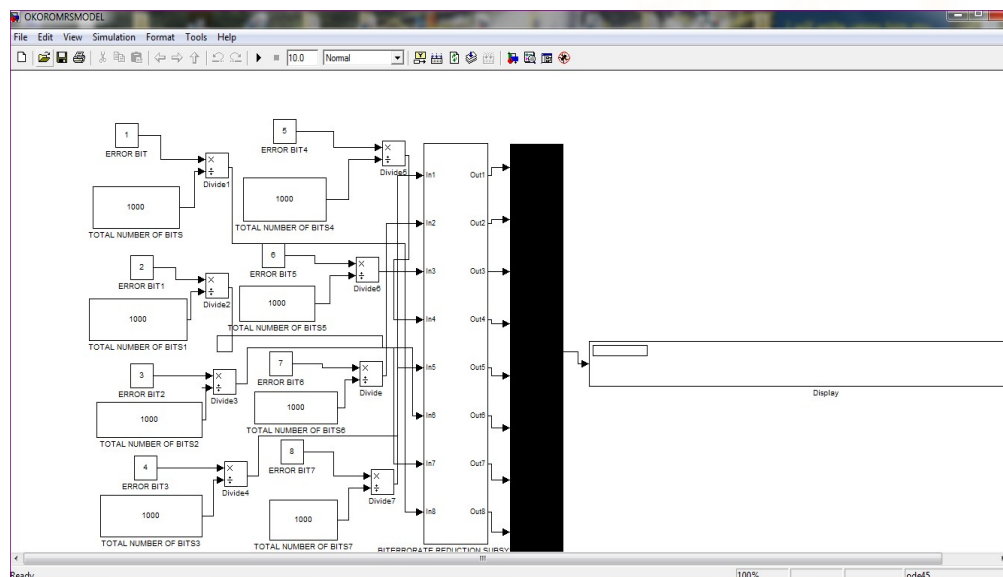 OKOROMRSMODEL
File Edit View Simulation Format Tools Help
10.0 Normal
1
ERROR BIT
1000
TOTAL NUMBER OF BITS
Divide1
5
ERROR BIT4
1000
TOTAL NUMBER OF BITS4
Divide5
2
ERROR BIT1
1000
TOTAL NUMBER OF BITS1
Divide2
6
ERROR BIT5
1000
TOTAL NUMBER OF BITS5
Divide6
3
ERROR BIT2
1000
TOTAL NUMBER OF BITS2
Divide3
7
ERROR BIT6
1000
TOTAL NUMBER OF BITS6
Divide
4
ERROR BIT3
1000
TOTAL NUMBER OF BITS3
Divide4
8
ERROR BIT7
1000
TOTAL NUMBER OF BITS7
Divide7
In1 Out1
In2 Out2
In3 Out3
In4 Out4
In5 Out5
In6 Out6
In7 Out7
In8 Out8
BITERRORATE REDUCTION SUBSY
Display
Ready 100% ode45